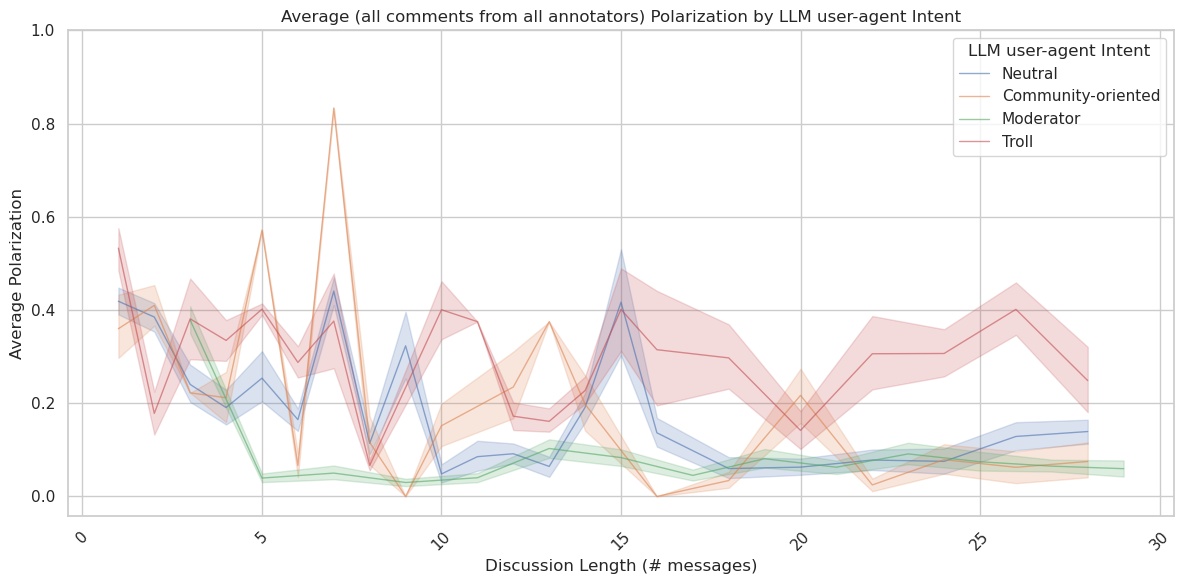 Average (all comments from all annotators) Polarization by LLM user-agent Intent
Average Polarization
1.0
0.8
0.6
0.4
0.2
0.0
LLM user-agent Intent
Neutral
Community-oriented
Moderator
Troll
0
5
10
15
20
25
30
Discussion Length (# messages)